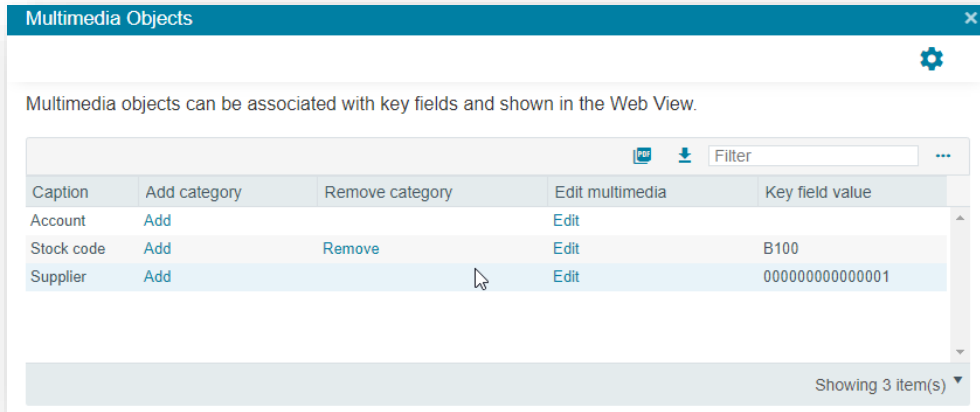 Multimedia Objects
Multimedia objects can be associated with key fields and shown in the Web View.
PDF Filter
Caption Add category Remove category Edit multimedia Key field value
Account Add Edit
Stock code Add Remove Edit B100
Supplier Add Edit 000000000000001
Showing 3 item(s)